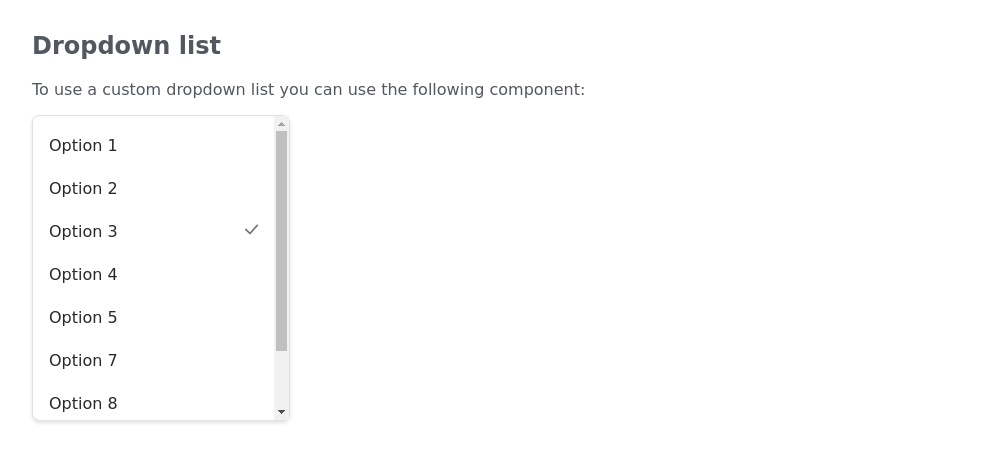 Dropdown list
To use a custom dropdown list you can use the following component:
Option 1
Option 2
Option 3
Option 4
Option 5
Option 7
Option 8